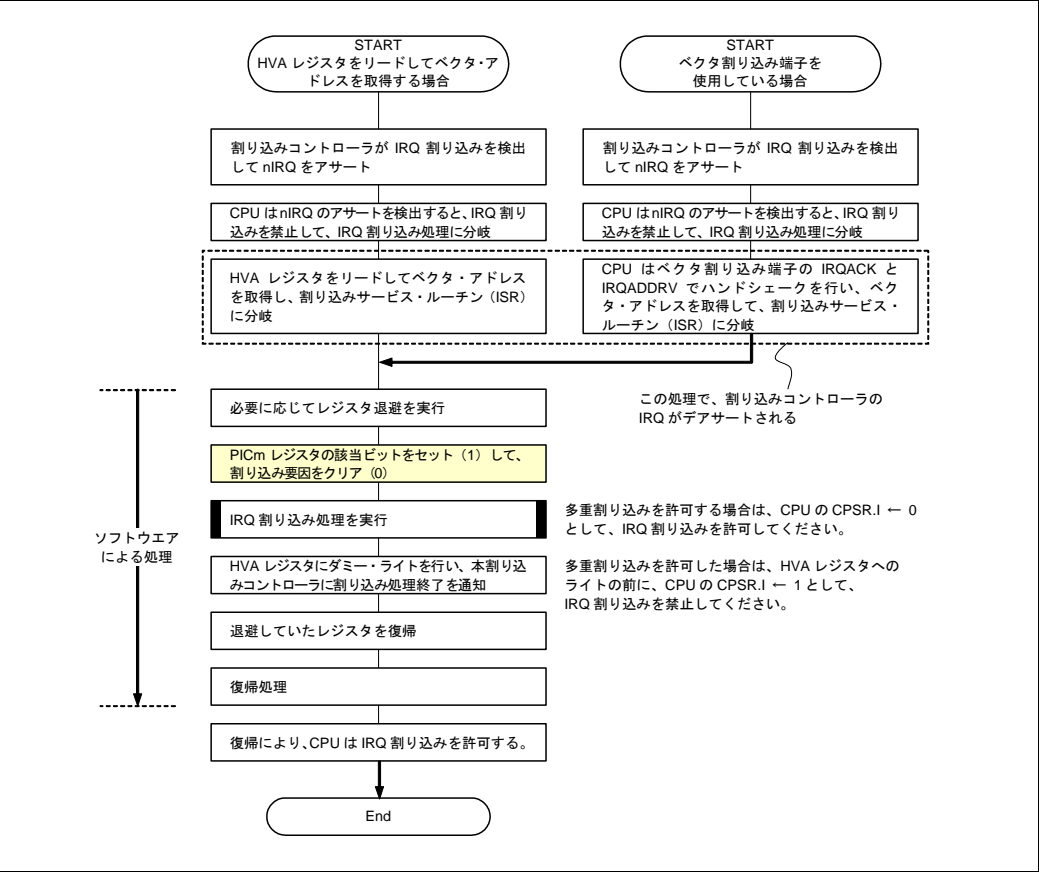 START
HVA レジスタをリードしてベクタ・ア
ドレスを取得する場合
START
ベクタ割り込み端子を
使用している場合
割り込みコントローラが IRQ 割り込みを検出
して nIRQ をアサート
割り込みコントローラが IRQ 割り込みを検出
して nIRQ をアサート
CPU はnIRQ のアサートを検出すると、IRQ 割り
込みを禁止して、IRQ 割り込み処理に分岐
CPU はnIRQ のアサートを検出すると、IRQ 割り
込みを禁止して、IRQ 割り込み処理に分岐
HVA レジスタをリードしてベクタ・アドレス
を取得し、割り込みサービス・ルーチン（ISR）
に分岐
CPU はベクタ割り込み端子の IRQACK と
IRQADDRV でハンドシェークを行い、ベク
タ・アドレスを取得して、割り込みサービス・
ルーチン（ISR）に分岐
この処理で、割り込みコントローラの
IRQ がデアサートされる
必要に応じてレジスタ退避を実行
PICm レジスタの該当ビットをセット（1）して、
割り込み要因をクリア（0）
IRQ 割り込み処理を実行
多重割り込みを許可する場合は、CPU の CPSR.I ← 0
として、IRQ 割り込みを許可してください。
ソフトウエア
による処理
HVA レジスタにダミー・ライトを行い、本割り込
みコントローラに割り込み処理終了を通知
多重割り込みを許可した場合は、HVA レジスタへの
ライトの前に、CPU の CPSR.I ← 1 として、
IRQ 割り込みを禁止してください。
退避していたレジスタを復帰
復帰処理
復帰により、CPU は IRQ 割り込みを許可する。
End